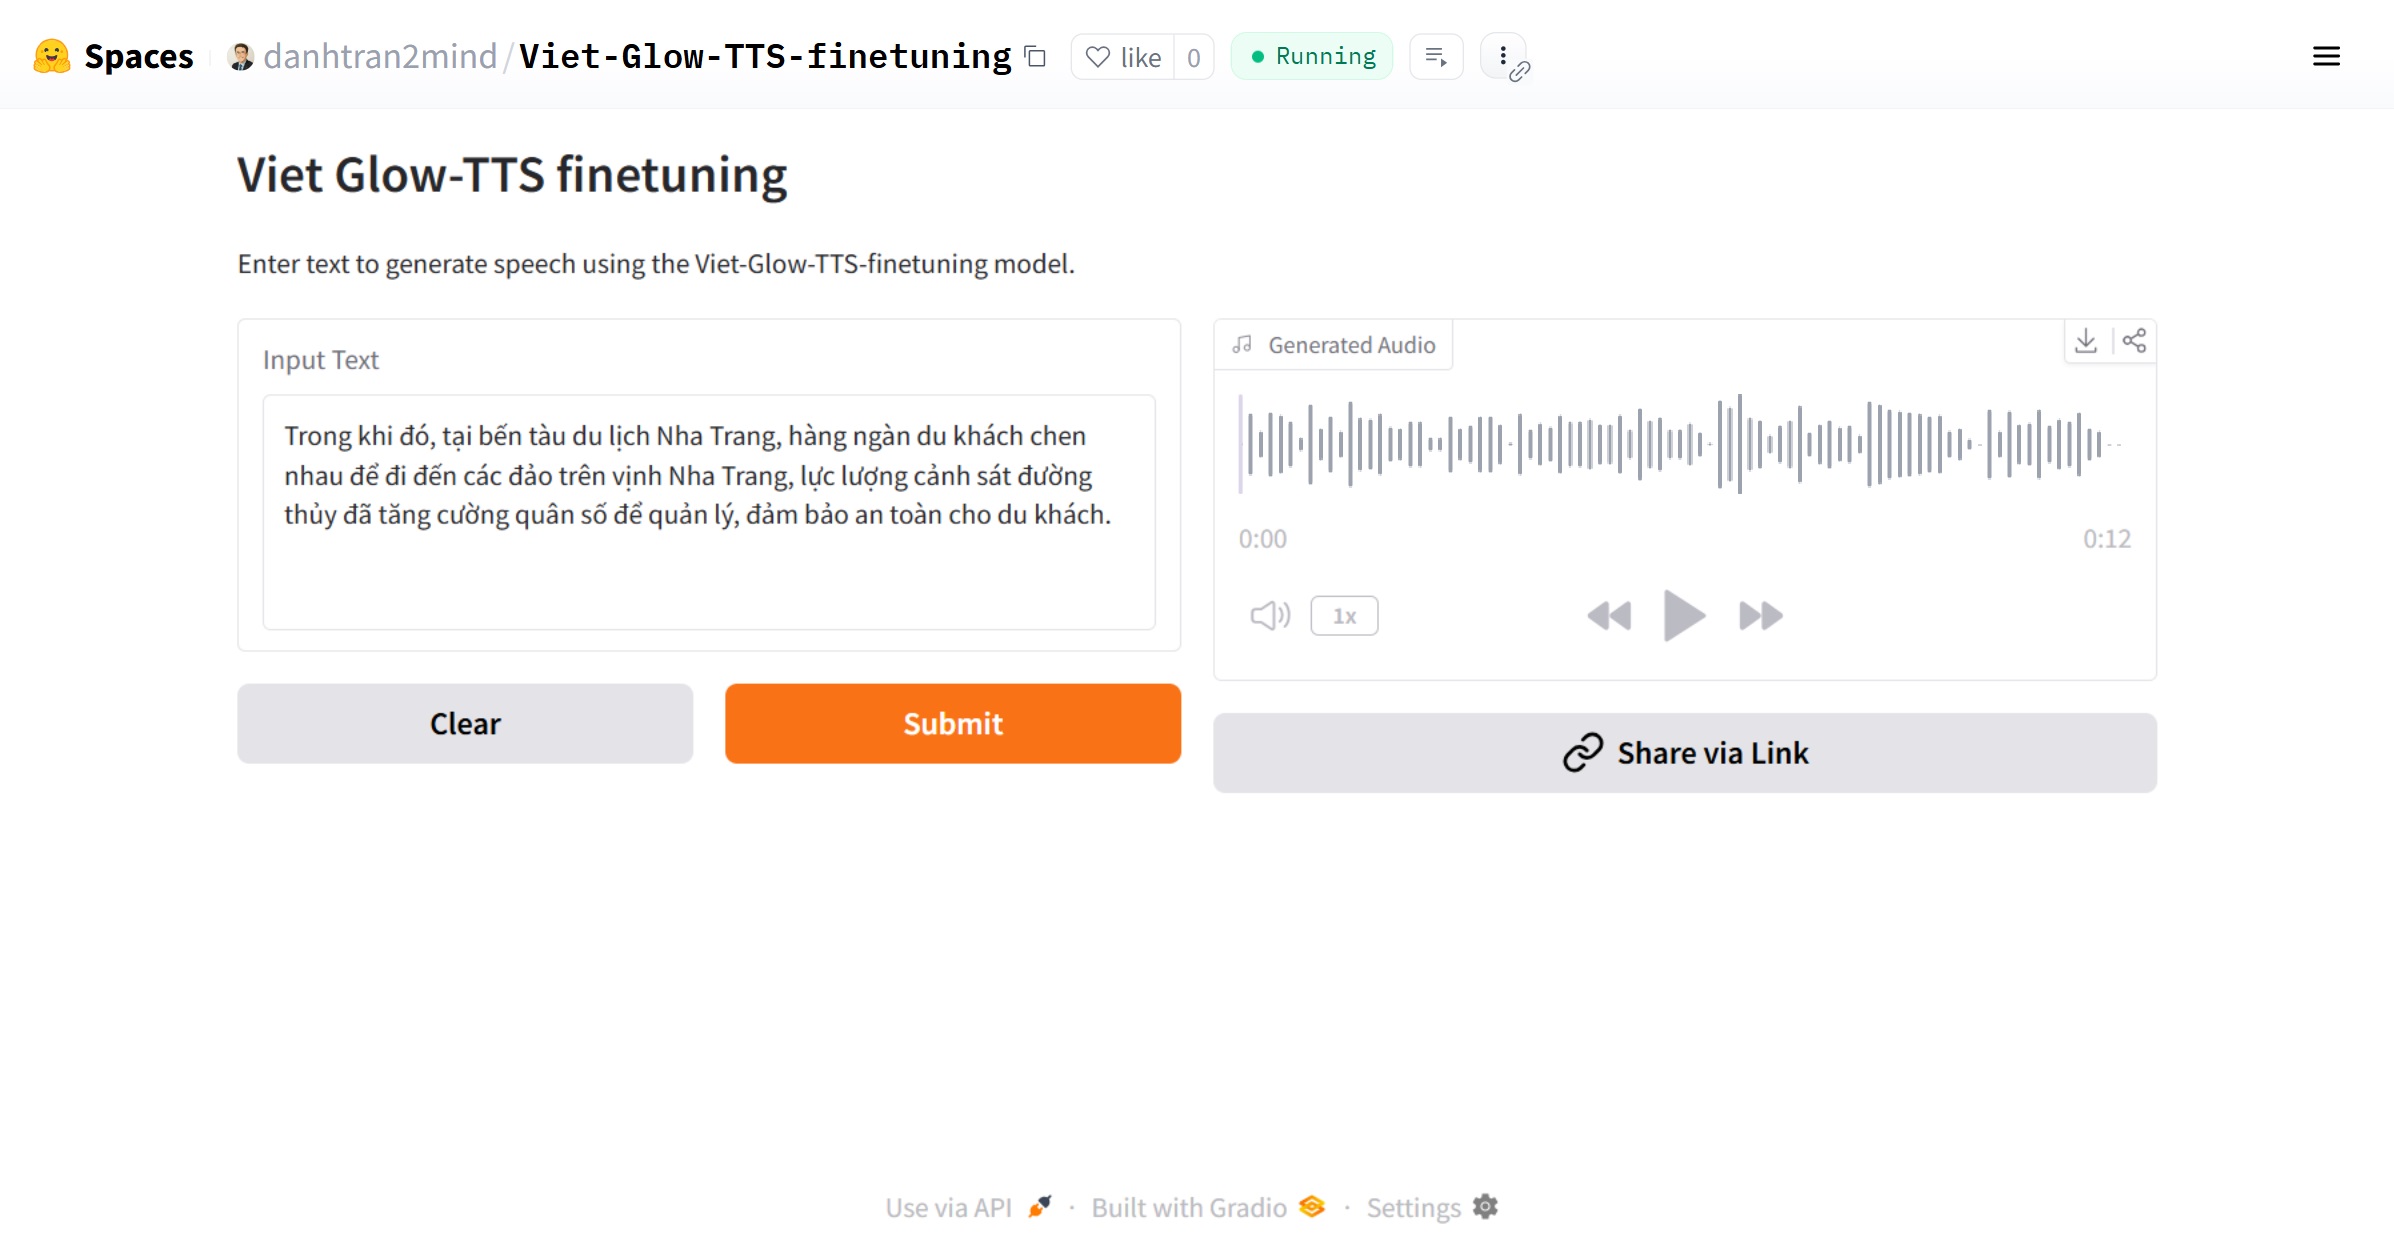 Spaces danhtran2mind/Viet-Glow-TTS-finetuning like 0 Running
Viet Glow-TTS finetuning
Enter text to generate speech using the Viet-Glow-TTS-finetuning model.
Input Text
Trong khi đó, tại bến tàu du lịch Nha Trang, hàng ngàn du khách chen
nhau để đi đến các đảo trên vịnh Nha Trang, lực lượng cảnh sát đường
thủy đã tăng cường quân số để quản lý, đảm bảo an toàn cho du khách.
Clear
Submit
Generated Audio
0:00
0:12
1x
Share via Link
Use via API · Built with Gradio · Settings